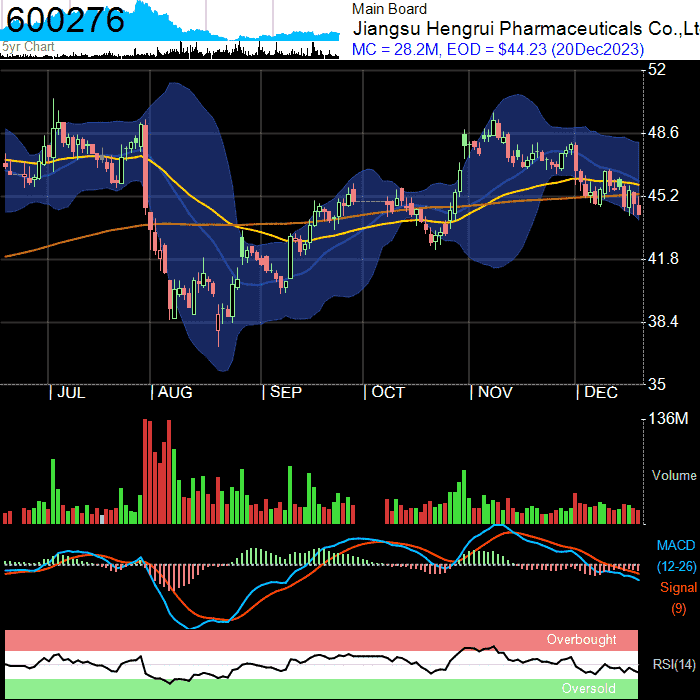 600276
5yr Chart
Main Board
Jiangsu Hengrui Pharmaceuticals Co.,Lt
MC = 28.2M, EOD = $44.23 (20Dec2023)
52
48.6
45.2
41.8
38.4
35
JUL AUG SEP OCT NOV DEC
136M
Volume
MACD
(12-26)
Signal
(9)
Overbought
RSI(14)
Oversold